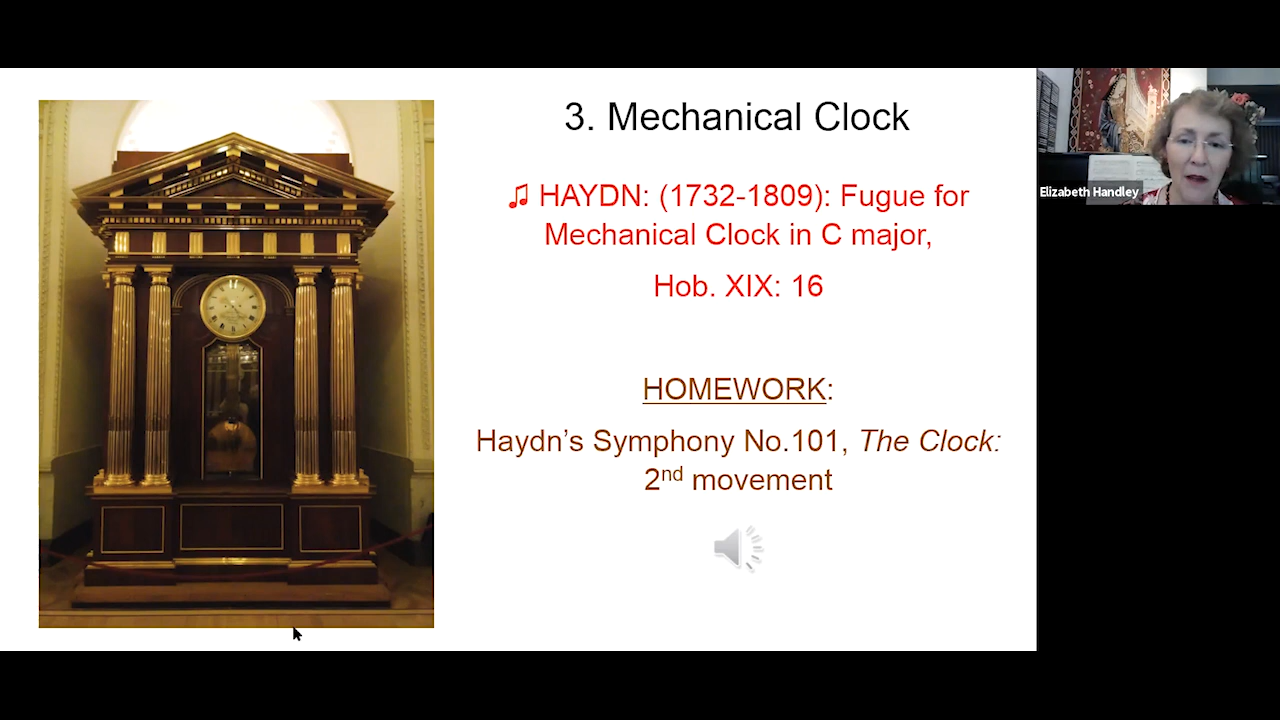 3. Mechanical Clock
♫ HAYDN: (1732-1809): Fugue for
Mechanical Clock in C major,
Hob. XIX: 16
HOMEWORK:
Haydn’s Symphony No.101, The Clock:
2nd movement
Elizabeth Handley